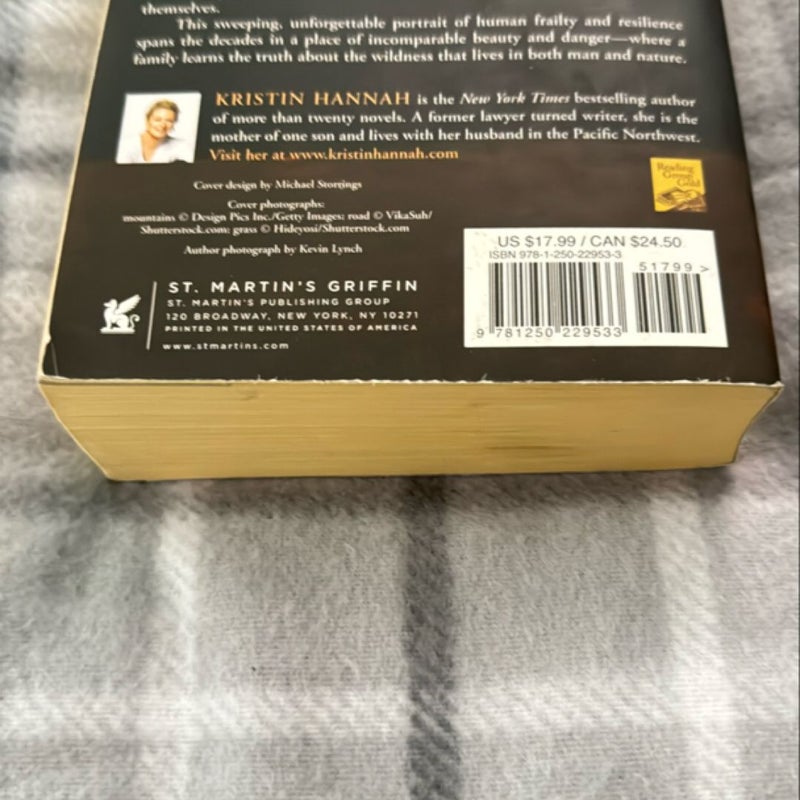 themselves.
This sweeping, unforgettable portrait of human frailty and resilience
spans the decades in a place of incomparable beauty and danger—where a
family learns the truth about the wildness that lives in both man and nature.
KRISTIN HANNAH is the New York Times bestselling author
of more than twenty novels. A former lawyer turned writer, she is the
mother of one son and lives with her husband in the Pacific Northwest.
Visit her at www.kristinhannah.com
Cover design by Michael Storrings
Cover photographs:
mountains © Design Pics Inc./Getty Images; road © VikaSuh/
Shutterstock.com; grass © Hideyosi/Shutterstock.com
Author photograph by Kevin Lynch
Reading
Group
Gold
US $17.99 / CAN $24.50
ISBN 978-1-250-22953-3
51799 >
9 781250 229533
ST. MARTIN'S GRIFFIN
ST. MARTIN'S PUBLISHING GROUP
120 BROADWAY, NEW YORK, NY 10271
PRINTED IN THE UNITED STATES OF AMERICA
www.stmartins.com